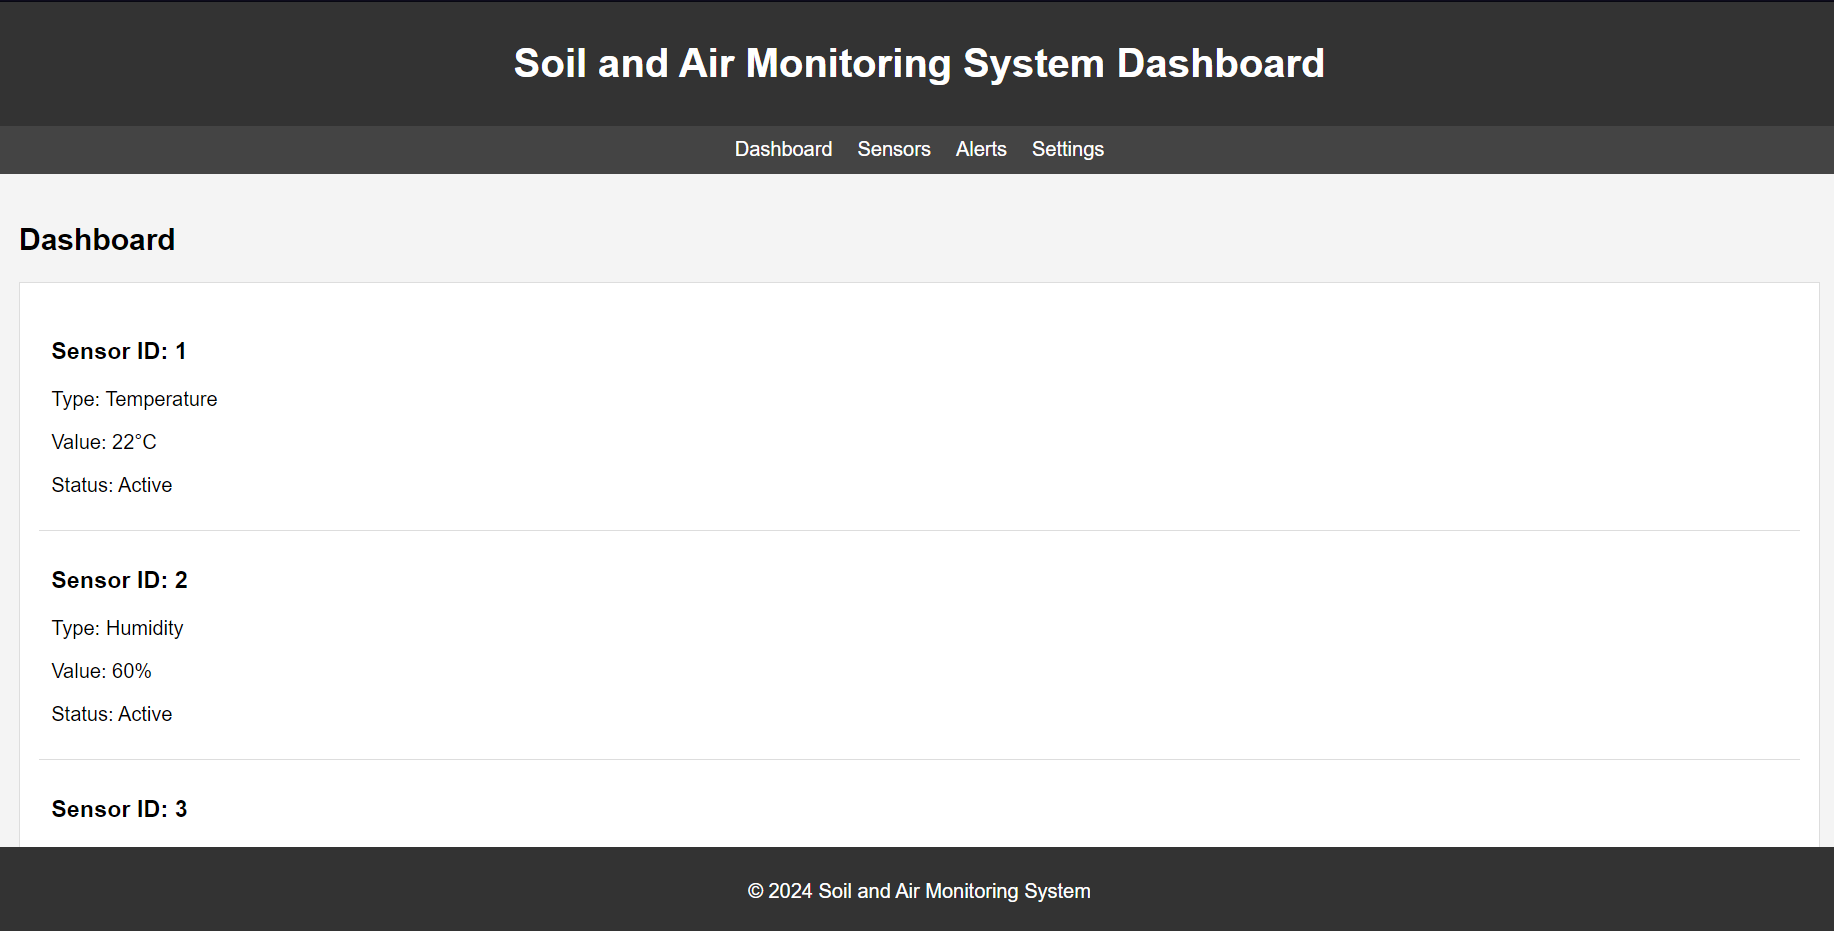 Soil and Air Monitoring System Dashboard
Dashboard Sensors Alerts Settings
Dashboard
Sensor ID: 1
Type: Temperature
Value: 22°C
Status: Active
Sensor ID: 2
Type: Humidity
Value: 60%
Status: Active
Sensor ID: 3
© 2024 Soil and Air Monitoring System